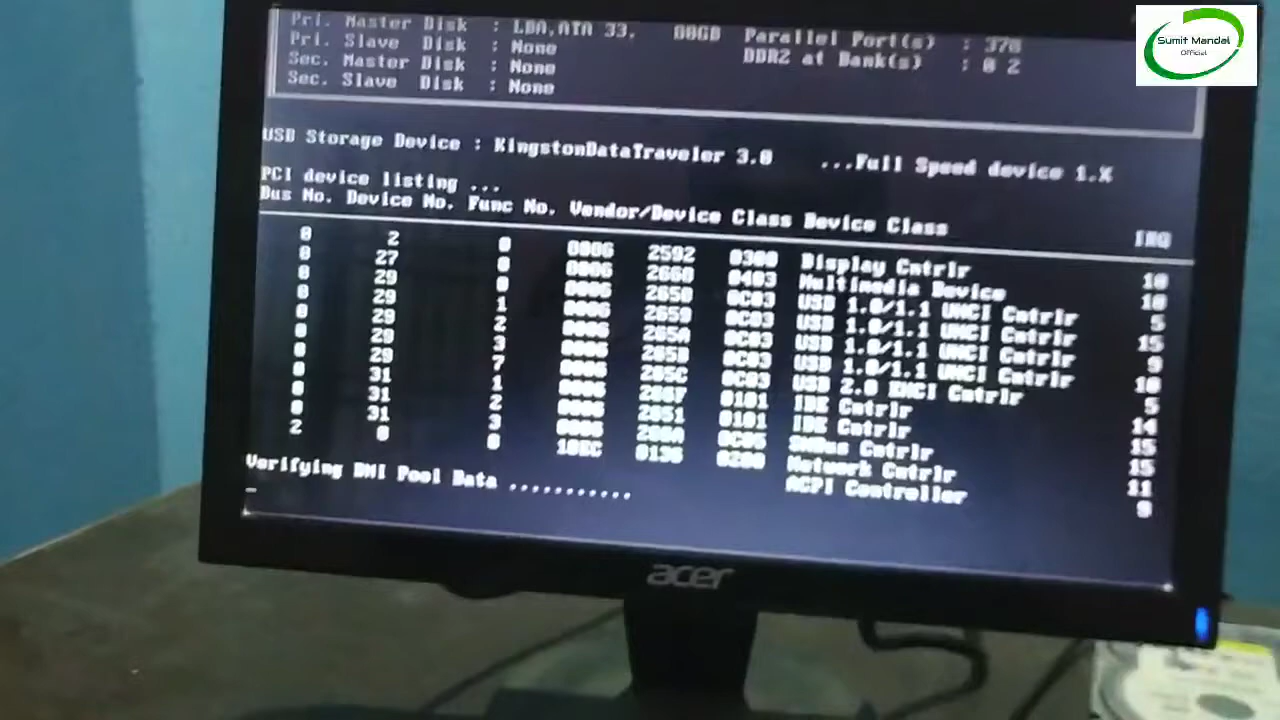 Pri. Master Disk : LBA,ATA 33, 80GB Parallel Port(s) : 378
Pri. Slave Disk : None DDR2 at Bank(s) : 0 2
Sec. Master Disk : None
Sec. Slave Disk : None
USB Storage Device : KingstonDataTraveler 3.0 ...Full Speed device 1.X
PCI device listing ...
Bus No. Device No. Func No. Vendor/Device Class Device Class IRQ
0 2 0 8086 2592 0300 Display Cntrlr 10
0 27 0 8086 2668 0403 Multimedia Device 10
0 29 0 8086 2658 0C03 USB 1.0/1.1 UHCI Cntrlr 5
0 29 1 8086 2659 0C03 USB 1.0/1.1 UHCI Cntrlr 15
0 29 2 8086 265A 0C03 USB 1.0/1.1 UHCI Cntrlr 9
0 29 3 8086 265B 0C03 USB 1.0/1.1 UHCI Cntrlr 10
0 29 7 8086 265C 0C03 USB 2.0 EHCI Cntrlr 5
0 31 1 8086 0101 IDE Cntrlr 14
0 31 2 8086 2651 0101 IDE Cntrlr 15
0 31 3 8086 266A 0C05 SMBus Cntrlr 15
2 0 0 10EC 8136 0200 Network Cntrlr 11
ACPI Controller 9
Verifying DMI Pool Data ...........
_
acer
Sumit Mandal
Official